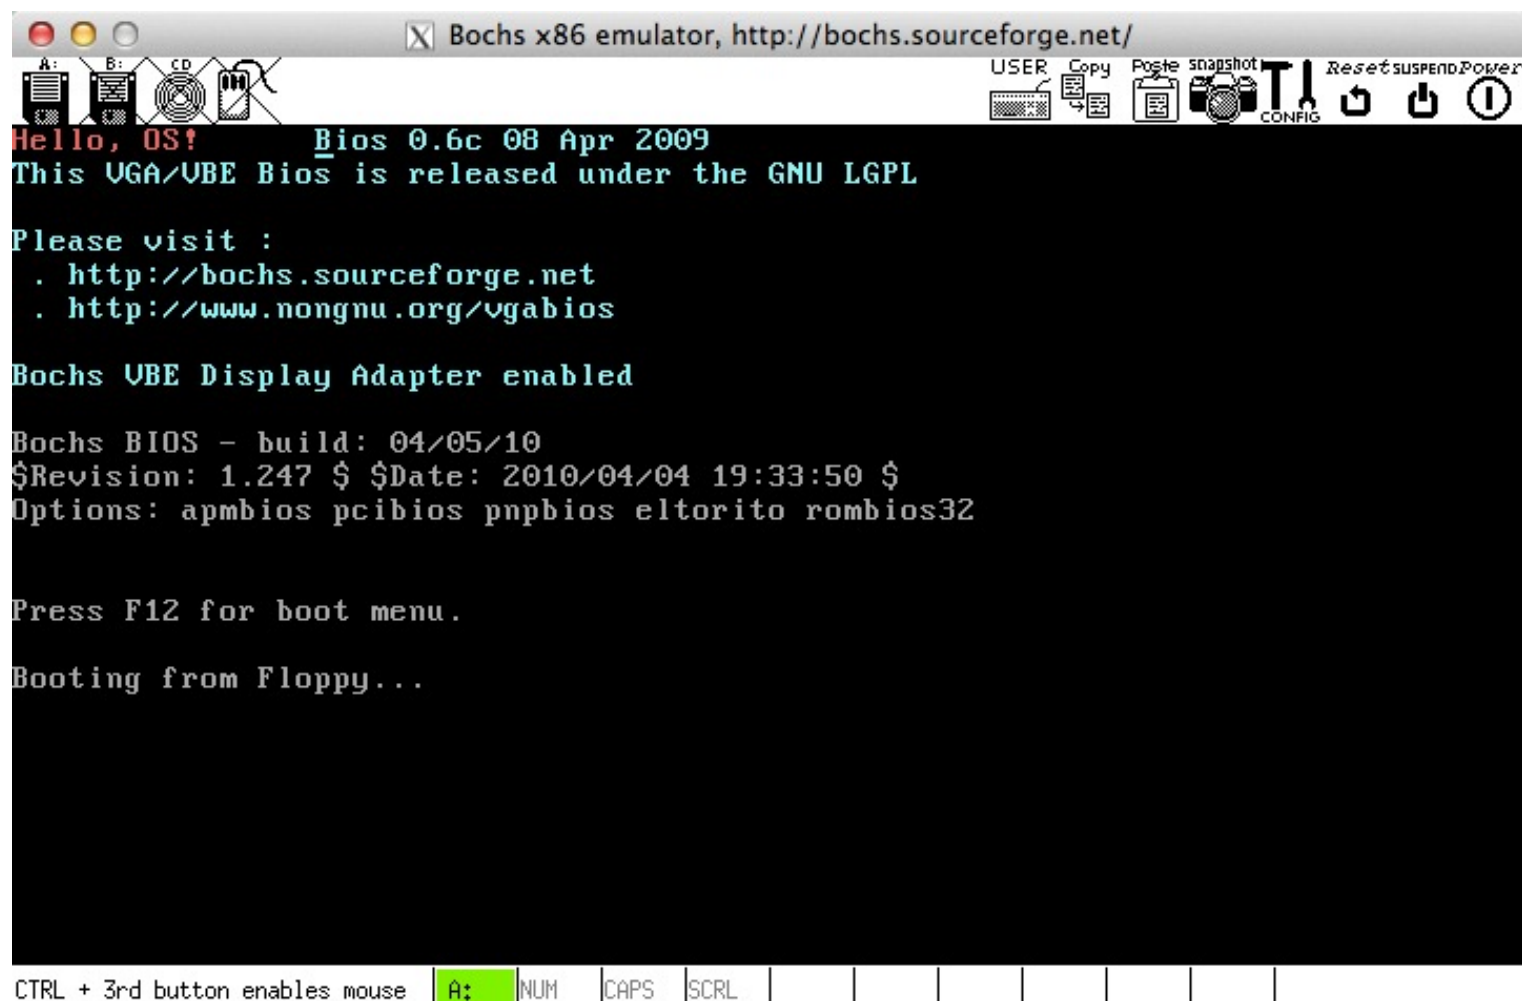 Bochs x86 emulator, http://bochs.sourceforge.net/
A: B: CD USER Copy Paste snapshot CONFIG Reset SUSPEND Power
Hello, OS! Bios 0.6c 08 Apr 2009
This VGA/VBE Bios is released under the GNU LGPL
Please visit :
. http://bochs.sourceforge.net
. http://www.nongnu.org/vgabios
Bochs VBE Display Adapter enabled
Bochs BIOS - build: 04/05/10
$Revision: 1.247 $ $Date: 2010/04/04 19:33:50 $
Options: apmbios pcibios pnpbios eltorito rombios32
Press F12 for boot menu.
Booting from Floppy...
CTRL + 3rd button enables mouse A: NUM CAPS SCRL